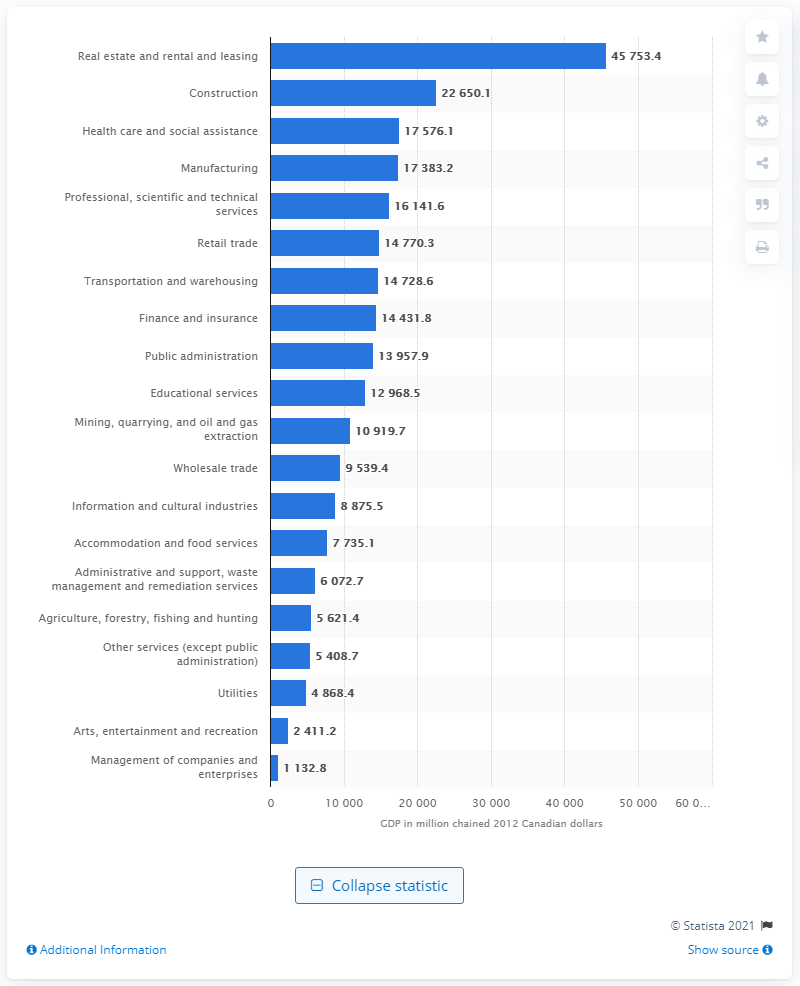 Real estate and rental and leasing 45 753.4
Construction 22 650.1
Health care and social assistance 17 576.1
Manufacturing 17 383.2
Professional, scientific and technical
services 16 141.6
Retail trade 14 770.3
Transportation and warehousing 14 728.6
Finance and insurance 14 431.8
Public administration 13 957.9
Educational services 12 968.5
Mining, quarrying, and oil and gas
extraction 10 919.7
Wholesale trade 9 539.4
Information and cultural industries 8 875.5
Accommodation and food services 7 735.1
Administrative and support, waste
management and remediation services 6 072.7
Agriculture, forestry, fishing and hunting 5 621.4
Other services (except public
administration) 5 408.7
Utilities 4 868.4
Arts, entertainment and recreation 2 411.2
Management of companies and
enterprises 1 132.8
0 10 000 20 000 30 000 40 000 50 000 60 0...
GDP in million chained 2012 Canadian dollars
Collapse statistic
© Statista 2021
Additional Information Show source